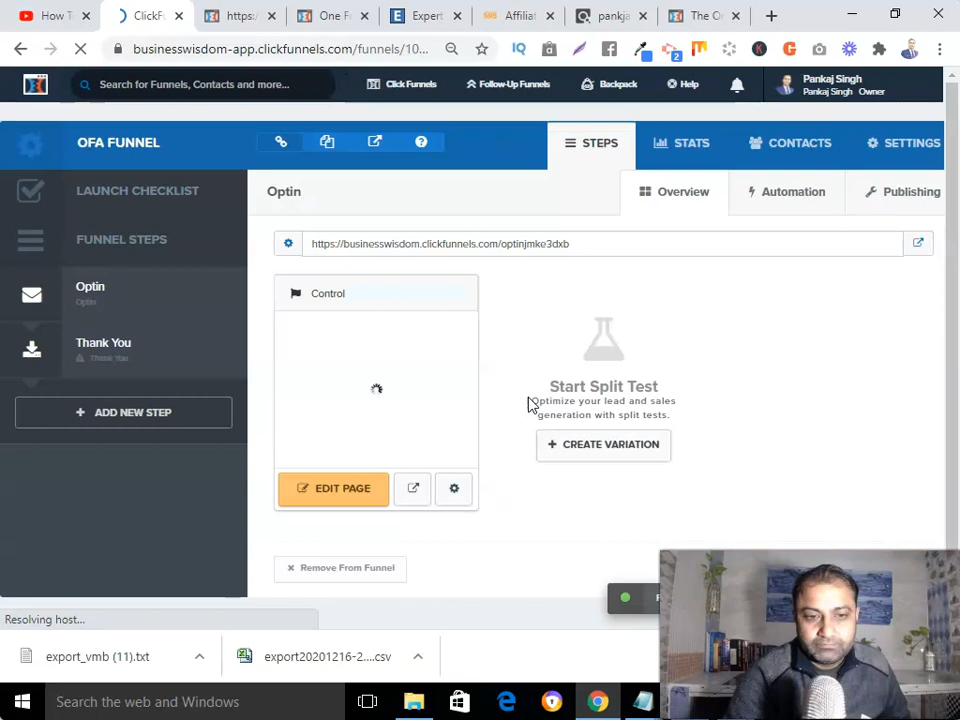 How T
ClickFu
https:/
One F
Expert
Affiliat
pankja
The O
businesswisdom-app.clickfunnels.com/funnels/10...
IQ
2
Search for Funnels, Contacts and more...
Click Funnels
Follow-Up Funnels
Backpack
Help
Pankaj Singh
Pankaj Singh Owner
OFA FUNNEL
STEPS
STATS
CONTACTS
SETTINGS
LAUNCH CHECKLIST
Optin
Overview
Automation
Publishing
FUNNEL STEPS
https://businesswisdom.clickfunnels.com/optinjmke3dxb
Optin
Optin
Control
Thank You
Thank You
Start Split Test
Optimize your lead and sales
generation with split tests.
ADD NEW STEP
CREATE VARIATION
EDIT PAGE
Remove From Funnel
Resolving host...
export_vmb (11).txt
export20201216-2....csv
Search the web and Windows